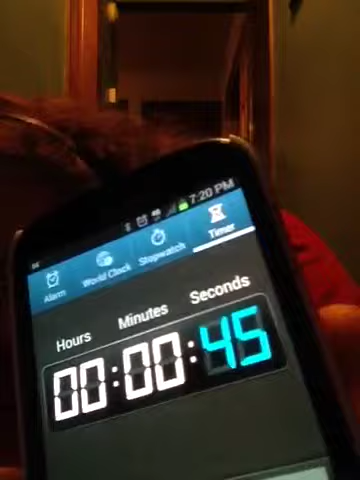 7:20 PM
Alarm
World Clock
Stopwatch
Timer
Hours
Minutes
Seconds
00:00:45